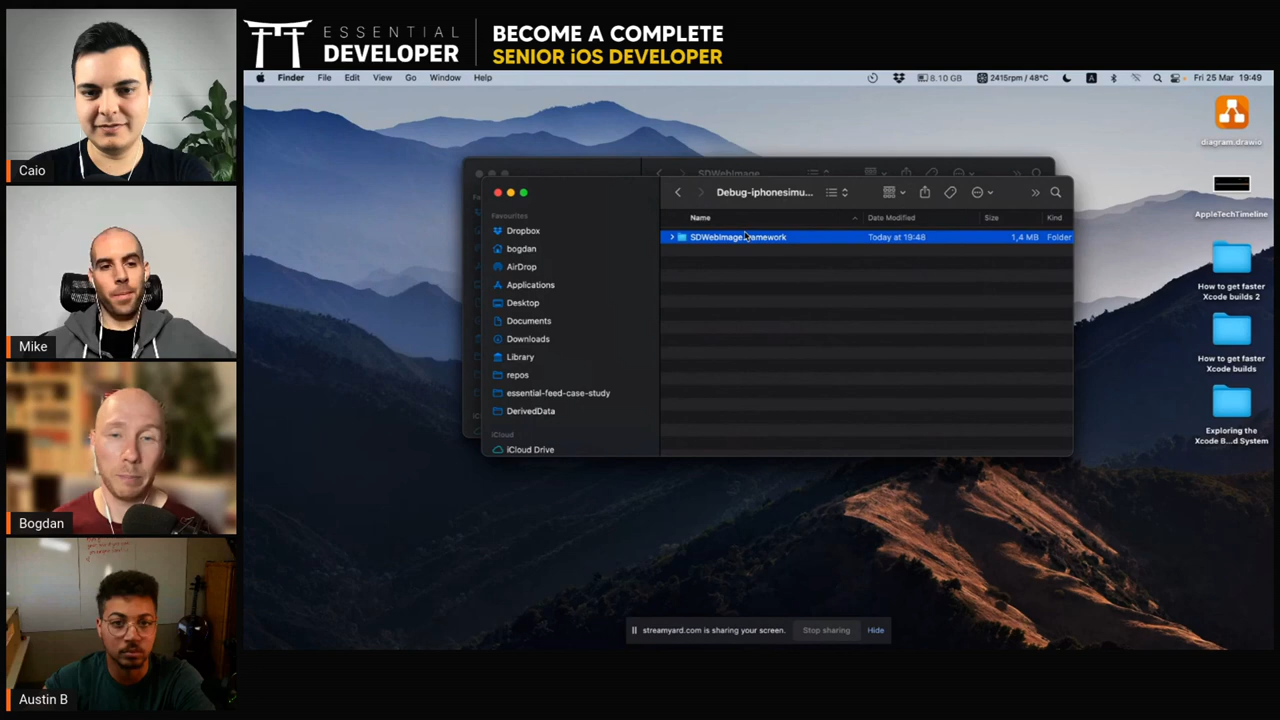 ESSENTIAL
DEVELOPER
BECOME A COMPLETE
SENIOR iOS DEVELOPER
Finder File Edit View Go Window Help
8.10 GB 2415rpm / 48°C A Fri 25 Mar 19:49
Caio
Mike
Bogdan
Austin B
diagram.drawio
AppleTechTimeline
How to get faster
Xcode builds 2
How to get faster
Xcode builds
Exploring the
Xcode B...d System
SDWebImage
Debug-iphonesimu...
Favourites
Dropbox
bogdan
AirDrop
Applications
Desktop
Documents
Downloads
Library
repos
essential-feed-case-study
DerivedData
iCloud
iCloud Drive
Name Date Modified Size Kind
SDWebImage.framework Today at 19:48 1,4 MB Folder
streamyard.com is sharing your screen. Stop sharing Hide